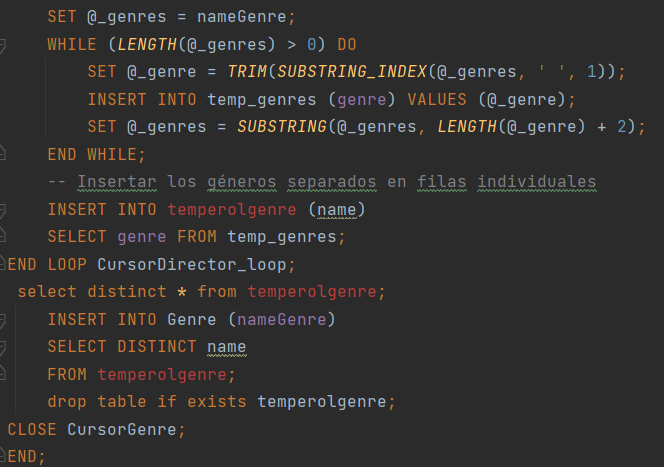 SET @_genres = nameGenre;
WHILE (LENGTH(@_genres) > 0) DO
SET @_genre = TRIM(SUBSTRING_INDEX(@_genres, ' ', 1));
INSERT INTO temp_genres (genre) VALUES (@_genre);
SET @_genres = SUBSTRING(@_genres, LENGTH(@_genre) + 2);
END WHILE;
-- Insertar los géneros separados en filas individuales
INSERT INTO temperolgenre (name)
SELECT genre FROM temp_genres;
END LOOP CursorDirector_loop;
select distinct * from temperolgenre;
INSERT INTO Genre (nameGenre)
SELECT DISTINCT name
FROM temperolgenre;
drop table if exists temperolgenre;
CLOSE CursorGenre;
END;